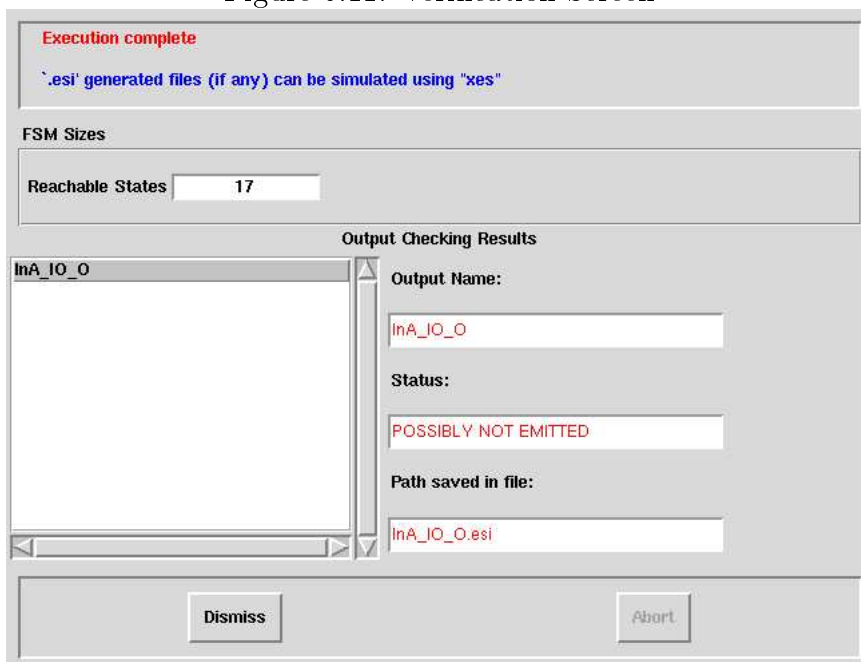 Execution complete
`.esi' generated files (if any) can be simulated using "xes"
FSM Sizes
Reachable States 17
Output Checking Results
InA_IO_O
Output Name:
InA_IO_O
Status:
POSSIBLY NOT EMITTED
Path saved in file:
InA_IO_O.esi
Dismiss
Abort